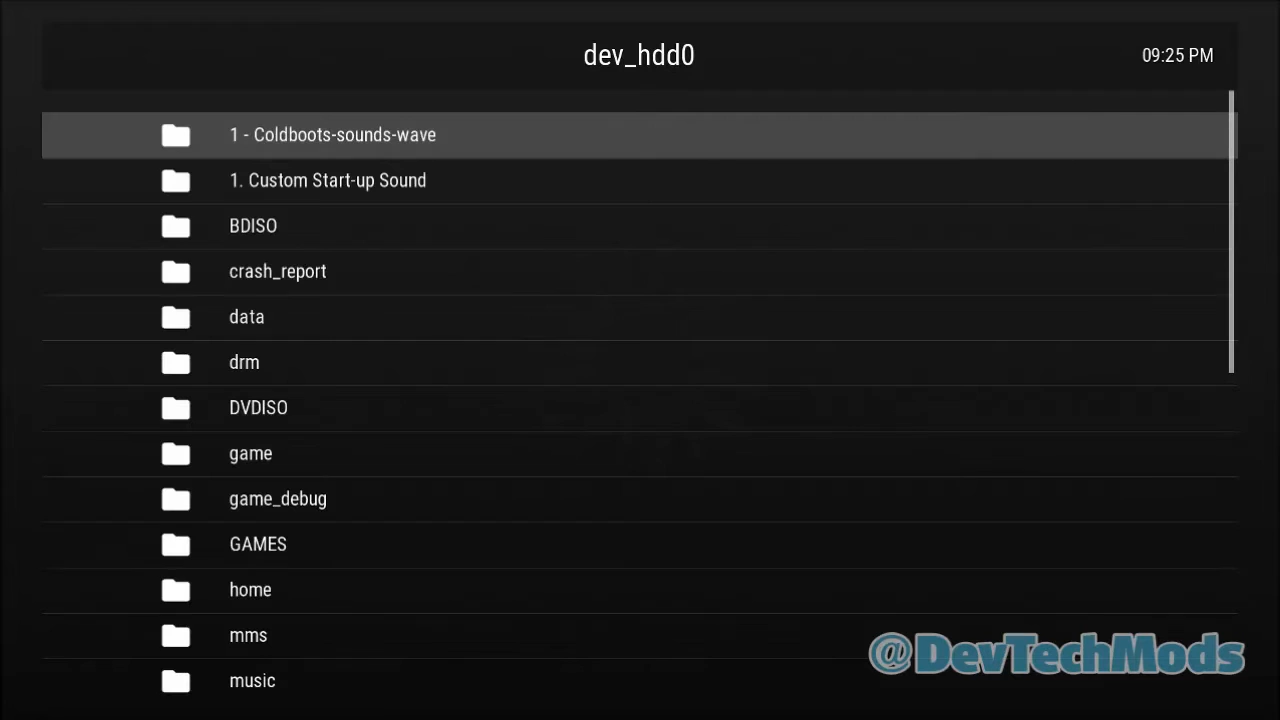 dev_hdd0
09:25 PM
1 - Coldboots-sounds-wave
1. Custom Start-up Sound
BDISO
crash_report
data
drm
DVDISO
game
game_debug
GAMES
home
mms
music
@DevTechMods